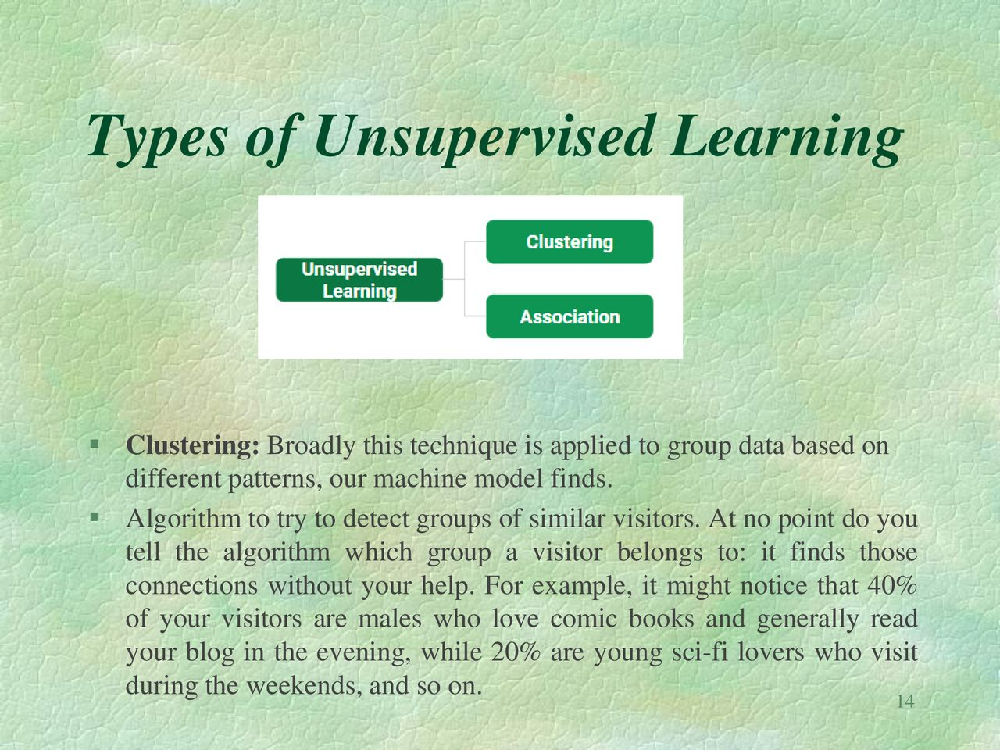 Types of Unsupervised Learning
Unsupervised
Learning
Clustering
Association
▪ Clustering: Broadly this technique is applied to group data based on
different patterns, our machine model finds.
▪ Algorithm to try to detect groups of similar visitors. At no point do you
tell the algorithm which group a visitor belongs to: it finds those
connections without your help. For example, it might notice that 40%
of your visitors are males who love comic books and generally read
your blog in the evening, while 20% are young sci-fi lovers who visit
during the weekends, and so on.
14